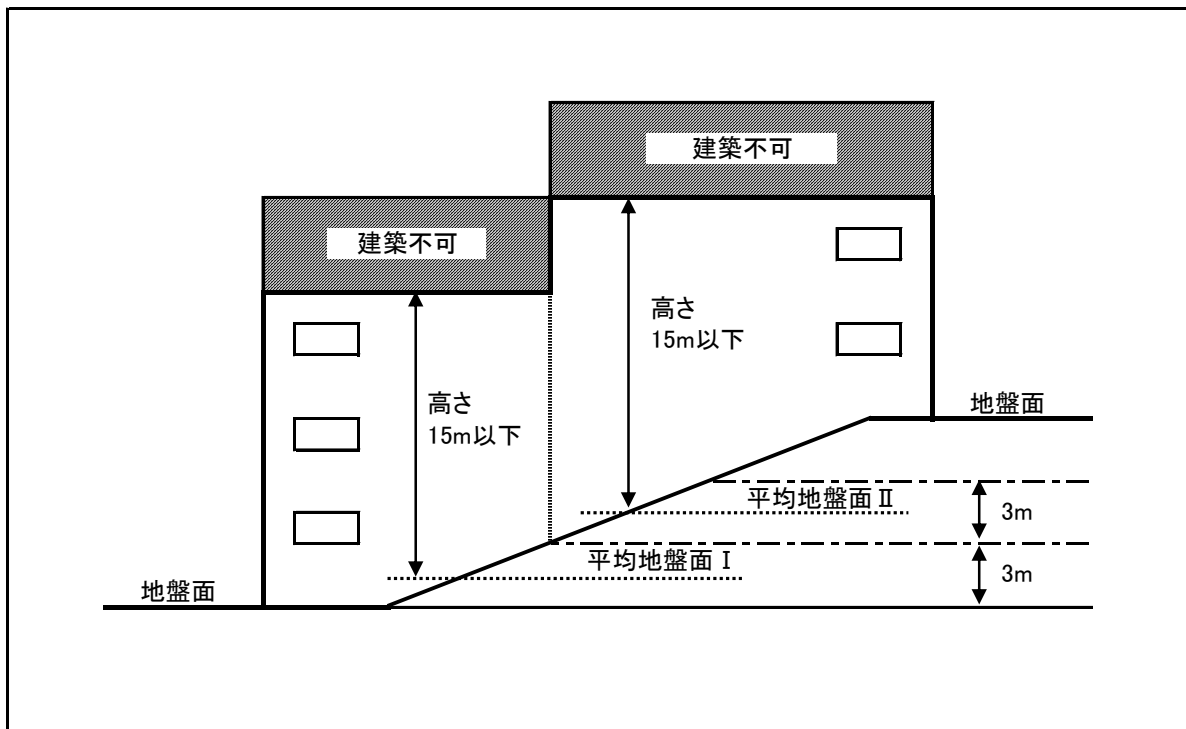 建築不可
建築不可
高さ
15m以下
高さ
15m以下
地盤面
平均地盤面Ⅱ
3m
平均地盤面Ⅰ
3m
地盤面